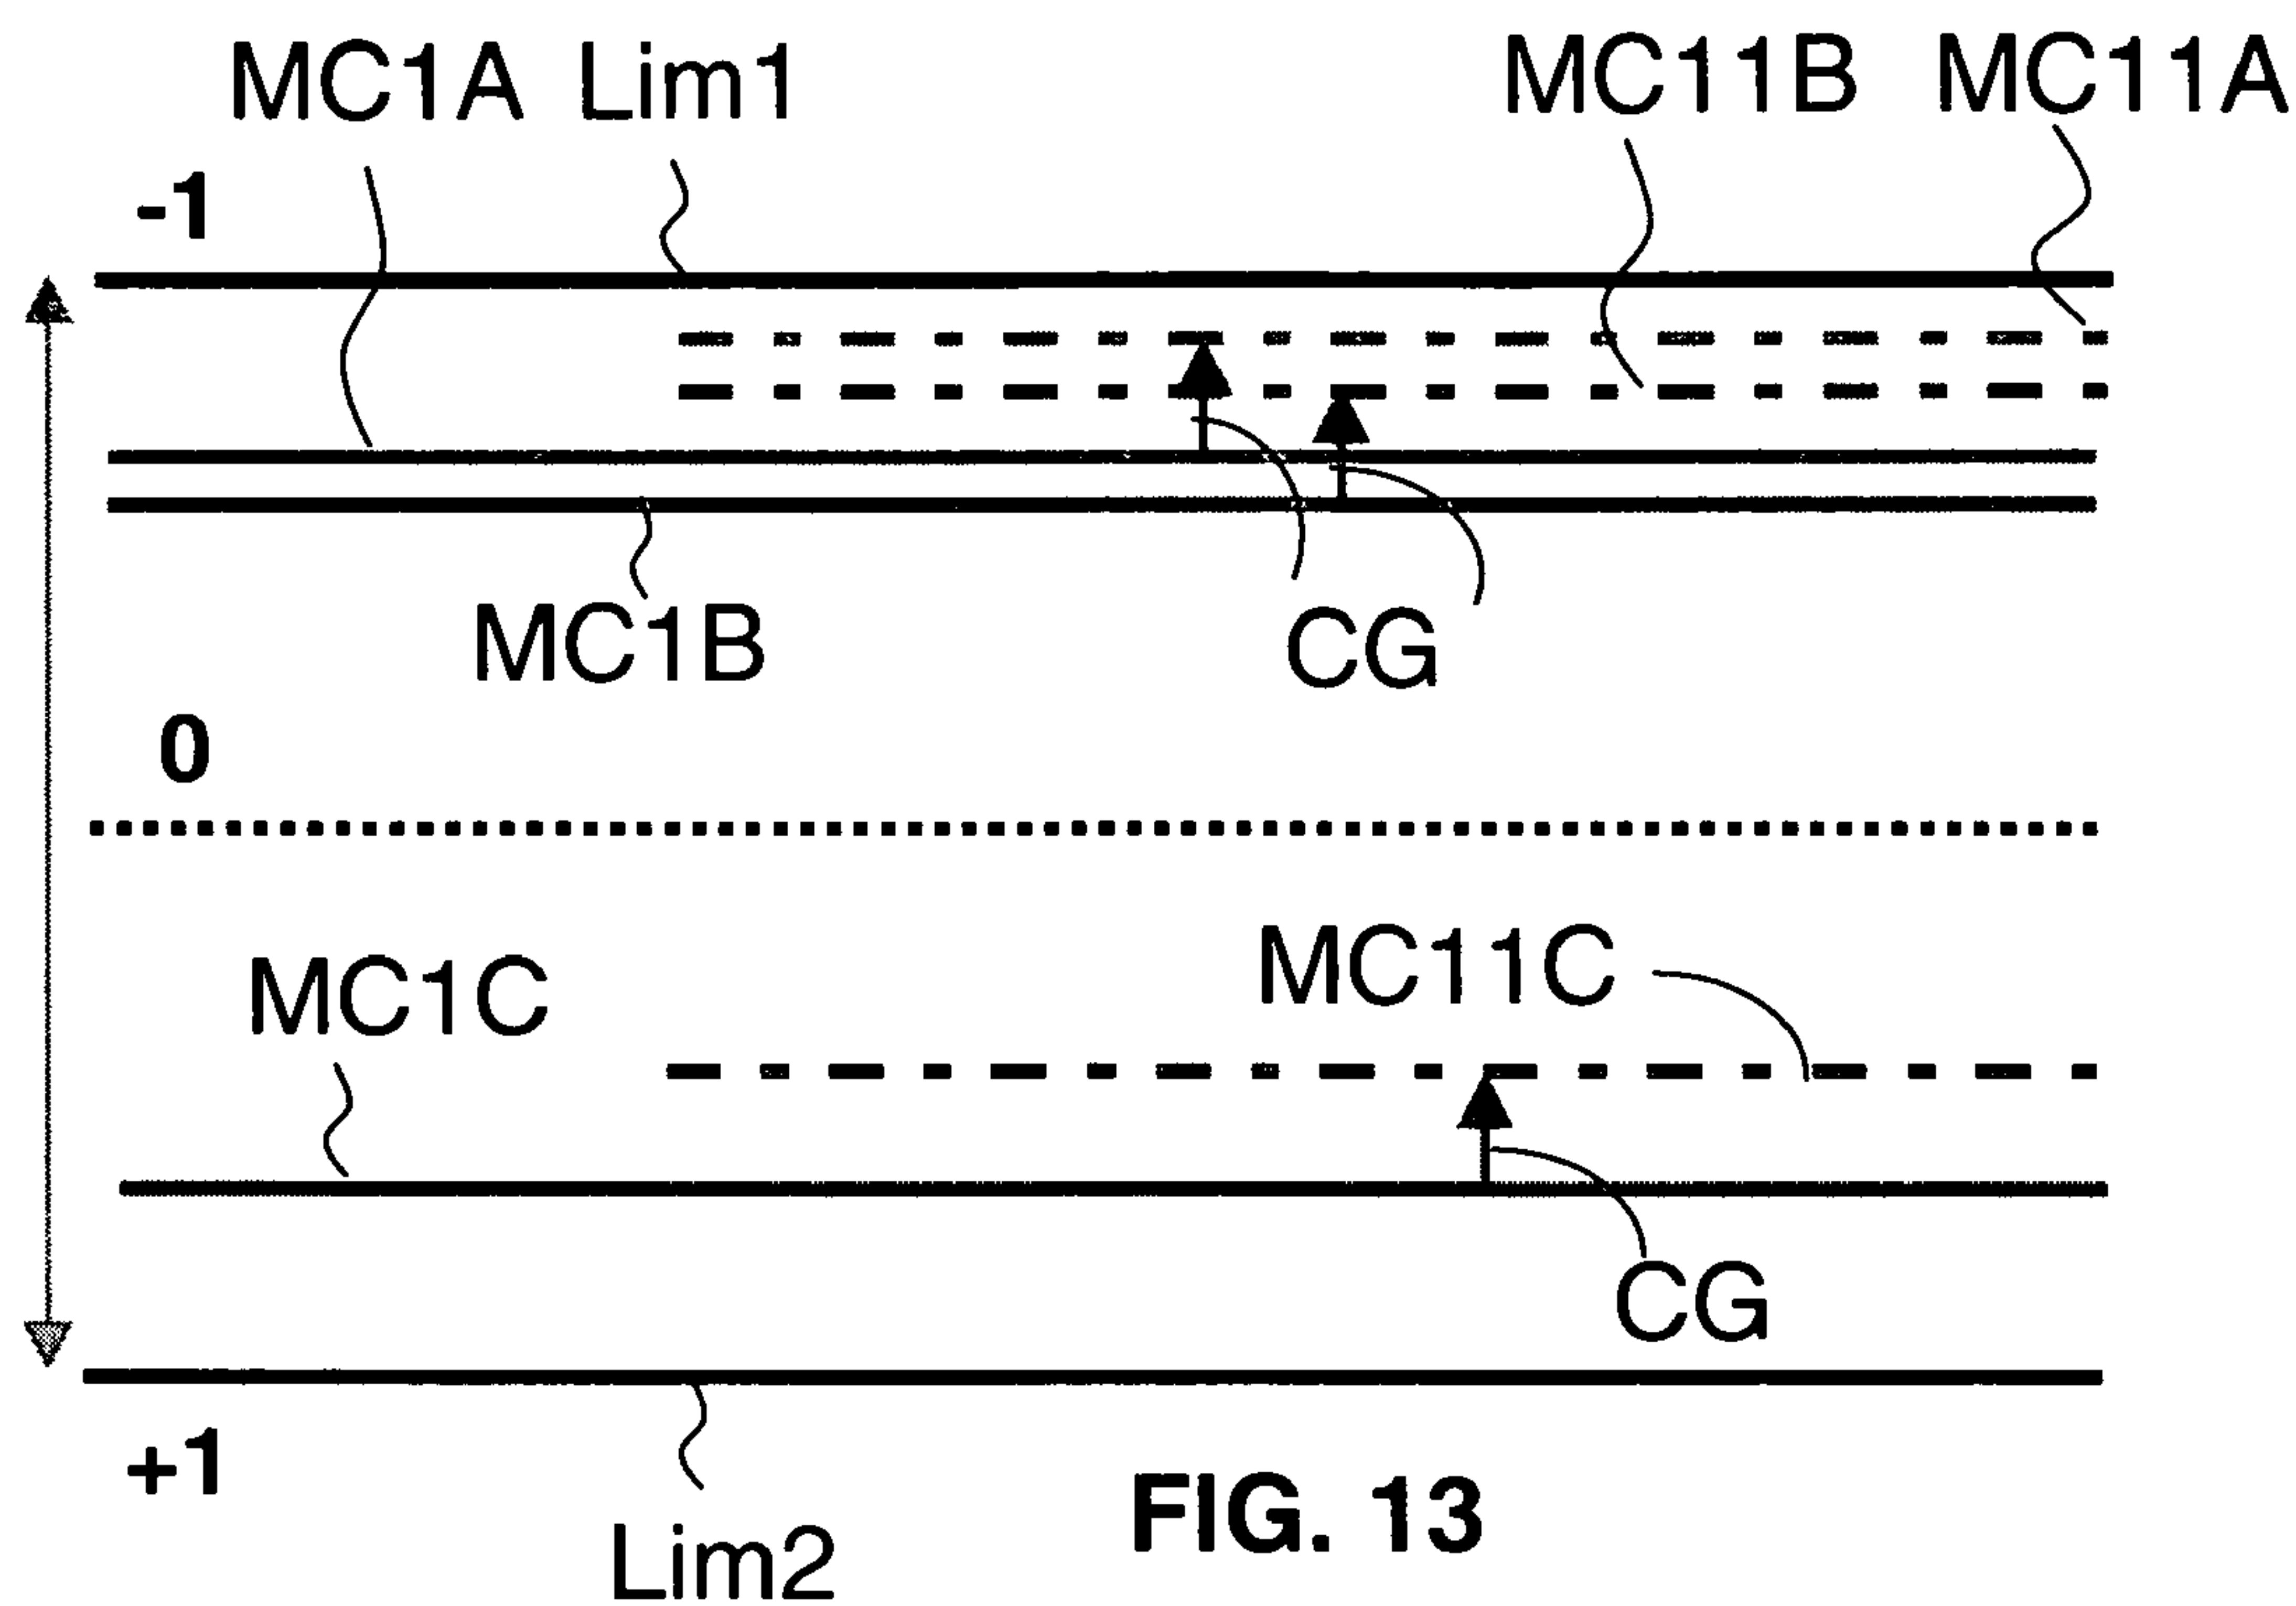 MC1A Lim1 MC11B MC11A
-1
MC1B CG
0
MC11C
MC1C
CG
+1
FIG. 13
Lim2